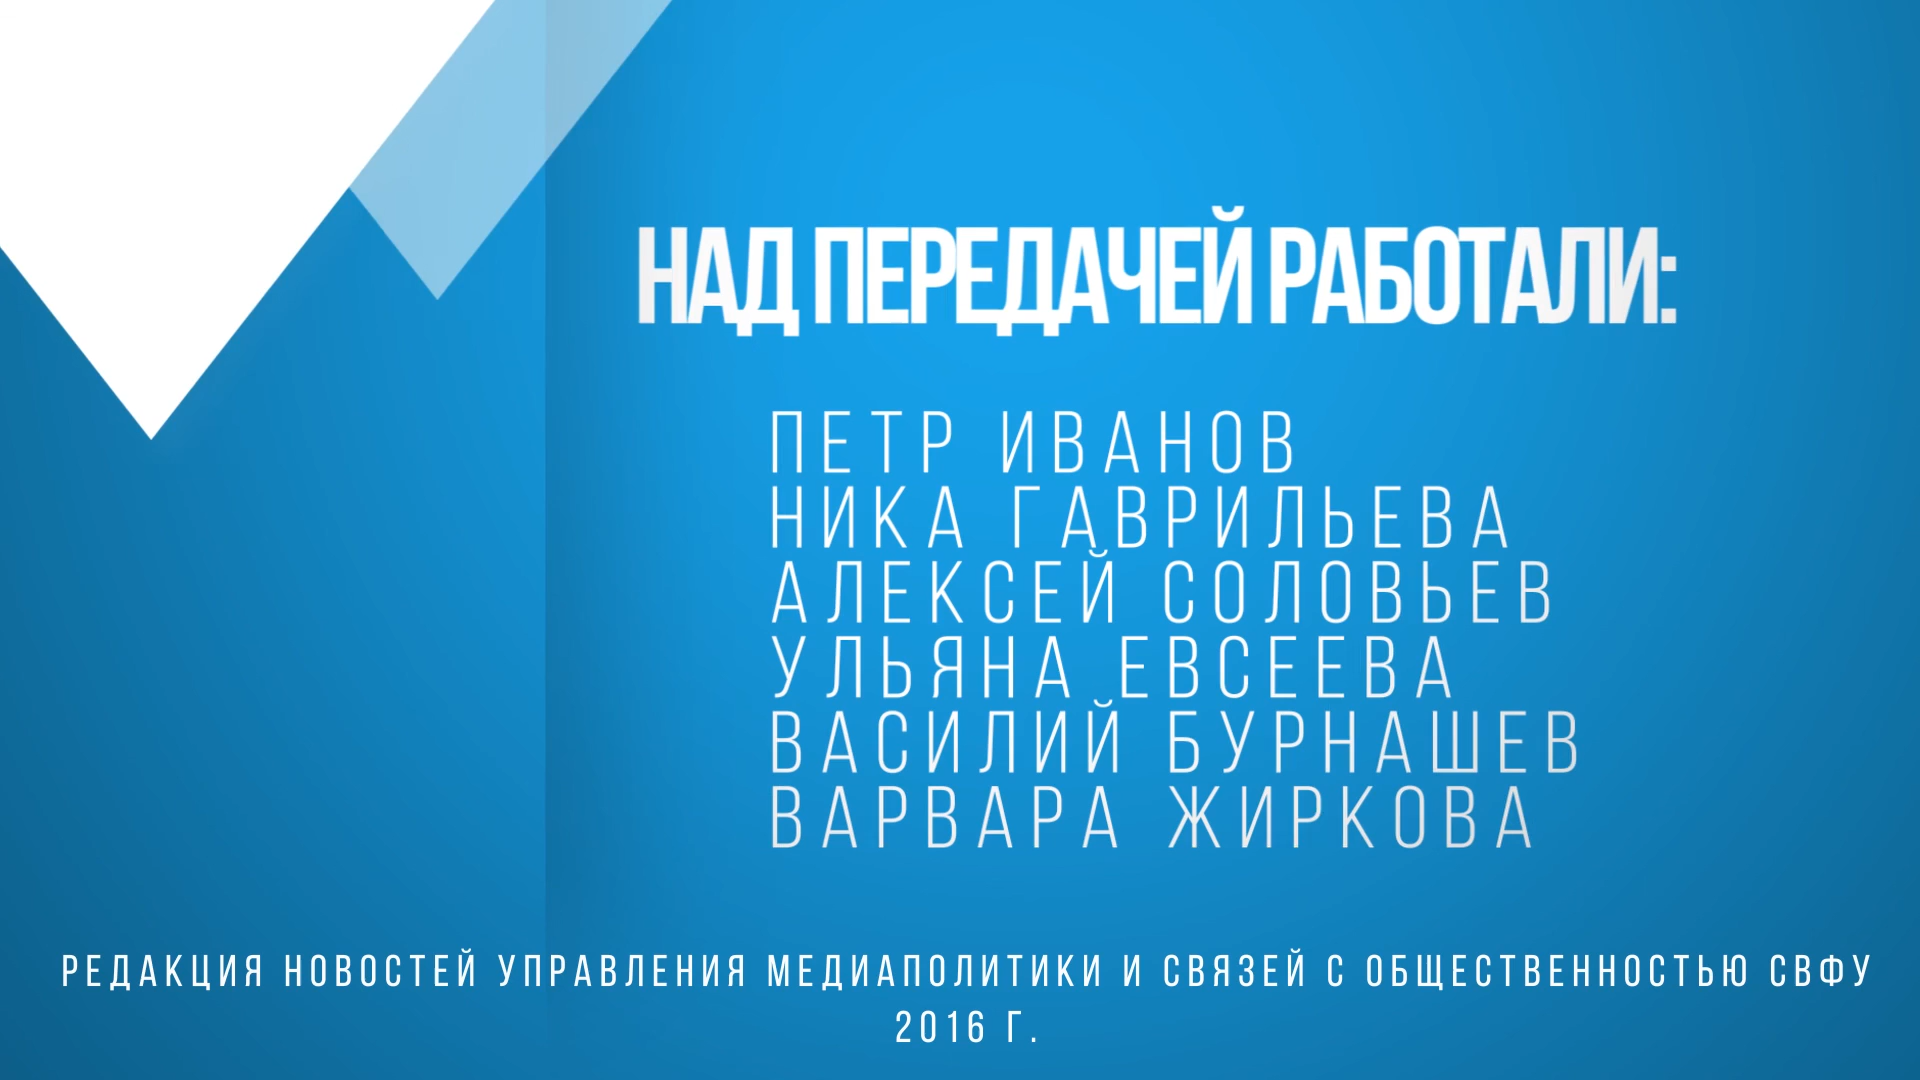 НАД ПЕРЕДАЧЕЙ РАБОТАЛИ:
ПЕТР ИВАНОВ
НИКА ГАВРИЛЬЕВА
АЛЕКСЕЙ СОЛОВЬЕВ
УЛЬЯНА ЕВСЕЕВА
ВАСИЛИЙ БУРНАШЕВ
ВАРВАРА ЖИРКОВА
РЕДАКЦИЯ НОВОСТЕЙ УПРАВЛЕНИЯ МЕДИАПОЛИТИКИ И СВЯЗЕЙ С ОБЩЕСТВЕННОСТЬЮ СВФУ
2016 Г.